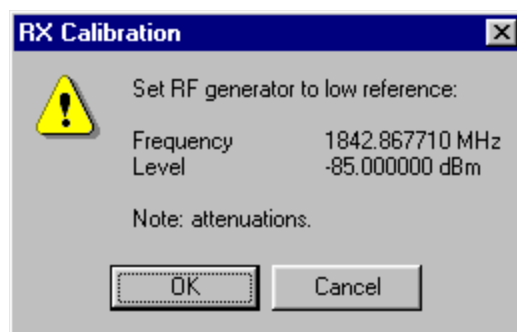 RX Calibration
Set RF generator to low reference:
Frequency 1842.867710 MHz
Level -85.000000 dBm
Note: attenuations.
OK Cancel